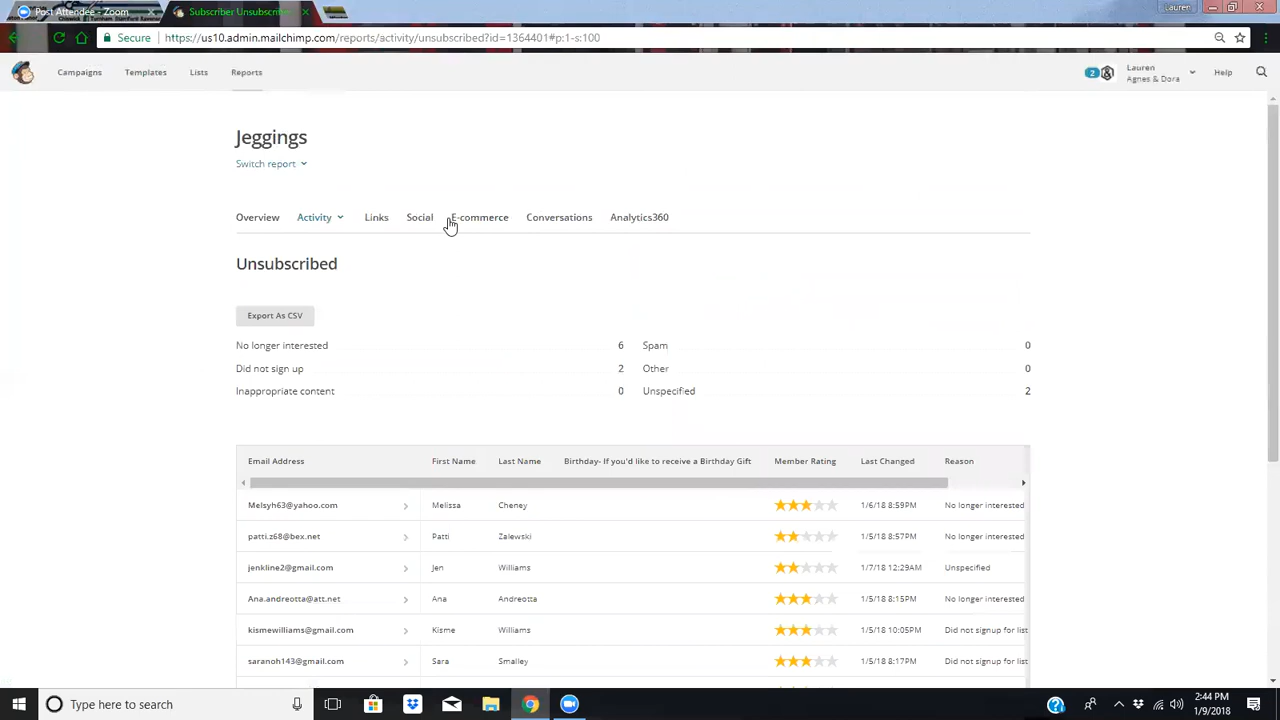 Post Attendee - Zoom
Subscriber Unsubscri
Lauren
Secure
https://us10.admin.mailchimp.com/reports/activity/unsubscribed?id=1364401#p:1-s:100
Campaigns Templates Lists Reports
2
Lauren
Agnes & Dora
Help
Jeggings
Switch report
Overview Activity Links Social E-commerce Conversations Analytics360
Unsubscribed
Export As CSV
No longer interested 6 Spam 0
Did not sign up 2 Other 0
Inappropriate content 0 Unspecified 2
Email Address First Name Last Name Birthday- If you'd like to receive a Birthday Gift Member Rating Last Changed Reason
Melsyh63@yahoo.com Melissa Cheney 1/6/18 8:59PM No longer interested
patti.z68@bex.net Patti Zalewski 1/5/18 8:57PM No longer interested
jenkline2@gmail.com Jen Williams 1/7/18 12:29AM Unspecified
Ana.andreotta@att.net Ana Andreotta 1/5/18 8:15PM No longer interested
kismewilliams@gmail.com Kisme Williams 1/5/18 10:05PM Did not signup for list
saranoh143@gmail.com Sara Smalley 1/5/18 8:17PM Did not signup for list
Type here to search
2:44 PM
1/9/2018